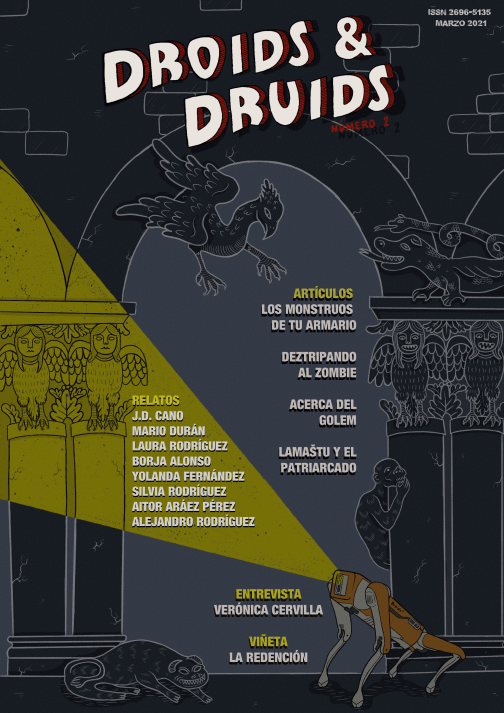 ISSN 2696-5135
MARZO 2021
DROIDS &
DRUIDS
NÚMERO 2
ARTÍCULOS
LOS MONSTRUOS
DE TU ARMARIO
DEZTRIPANDO
AL ZOMBIE
ACERCA DEL
GOLEM
LAMAŠTU Y EL
PATRIARCADO
RELATOS
J.D. CANO
MARIO DURÁN
LAURA RODRÍGUEZ
BORJA ALONSO
YOLANDA FERNÁNDEZ
SILVIA RODRÍGUEZ
AITOR ARÁEZ PÉREZ
ALEJANDRO RODRÍGUEZ
ENTREVISTA
VERÓNICA CERVILLA
VIÑETA
LA REDENCIÓN